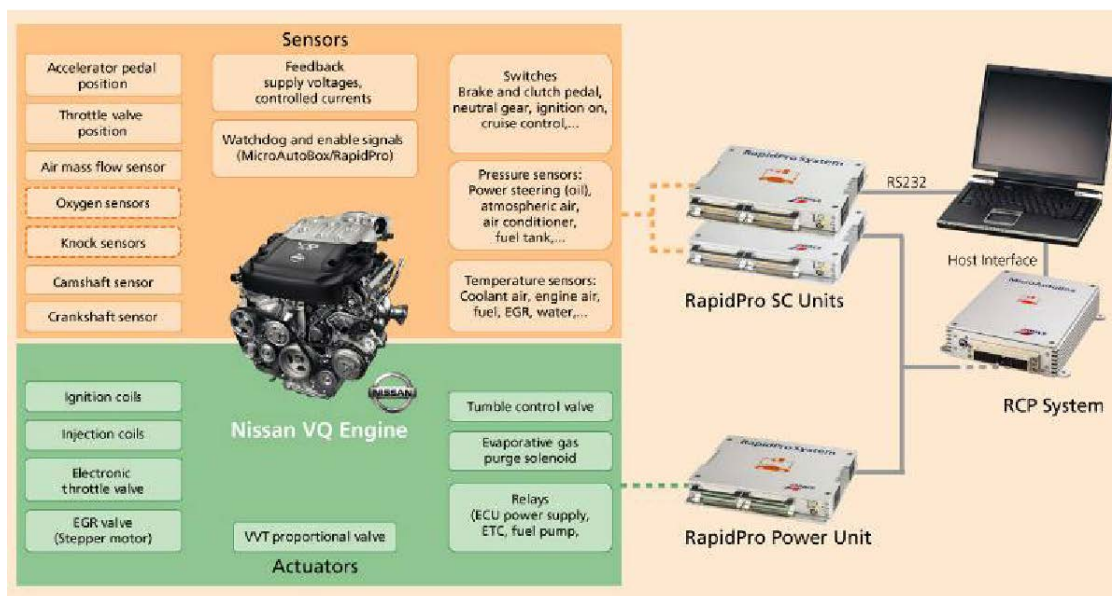 Sensors
Accelerator pedal
position
Throttle valve
position
Air mass flow sensor
Oxygen sensors
Knock sensors
Camshaft sensor
Crankshaft sensor
Feedback
supply voltages,
controlled currents
Watchdog and enable signals
(MicroAutoBox/RapidPro)
Switches
Brake and clutch pedal,
neutral gear, ignition on,
cruise control,...
Pressure sensors:
Power steering (oil),
atmospheric air,
air conditioner,
fuel tank,...
Temperature sensors:
Coolant air, engine air,
fuel, EGR, water,...
NISSAN
Nissan VQ Engine
Ignition coils
Injection coils
Electronic
throttle valve
EGR valve
(Stepper motor)
VVT proportional valve
Tumble control valve
Evaporative gas
purge solenoid
Relays
(ECU power supply,
ETC, fuel pump,
Actuators
RapidPro System
RS232
RapidPro SC Units
Host Interface
MicroAutoBox
RCP System
RapidPro System
RapidPro Power Unit